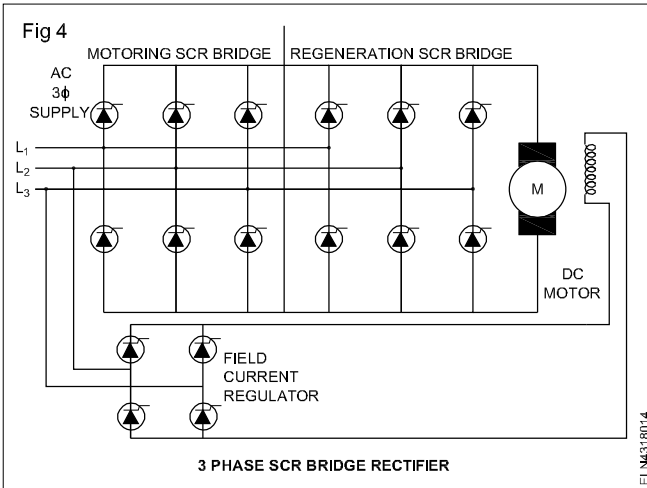 Fig 4
MOTORING SCR BRIDGE
REGENERATION SCR BRIDGE
AC
3ϕ
SUPPLY
L1
L2
L3
M
DC
MOTOR
FIELD
CURRENT
REGULATOR
3 PHASE SCR BRIDGE RECTIFIER
ELN4318014